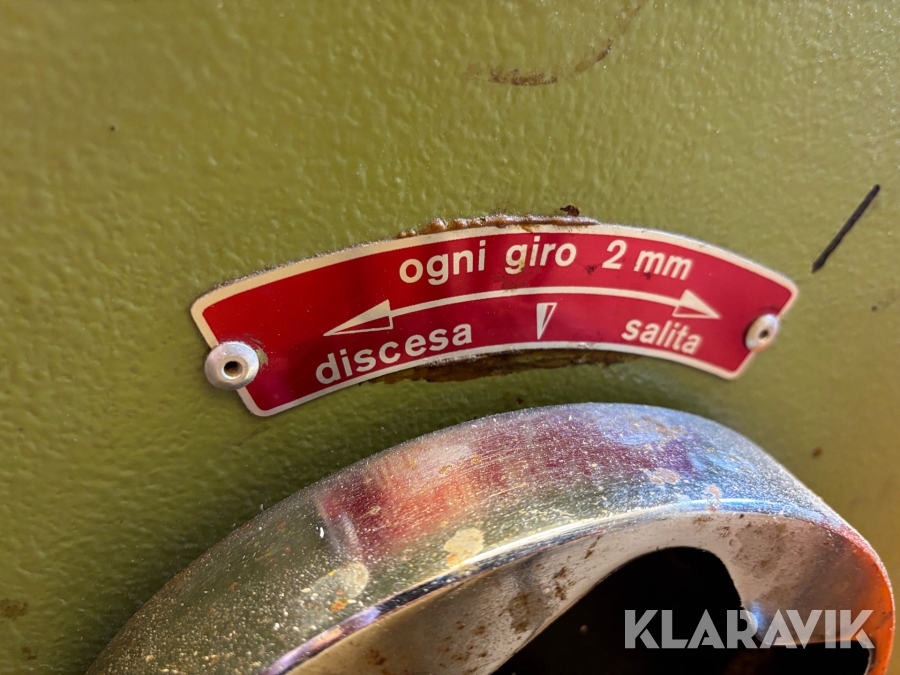 ogni giro 2 mm
discesa salita
KLARAVIK